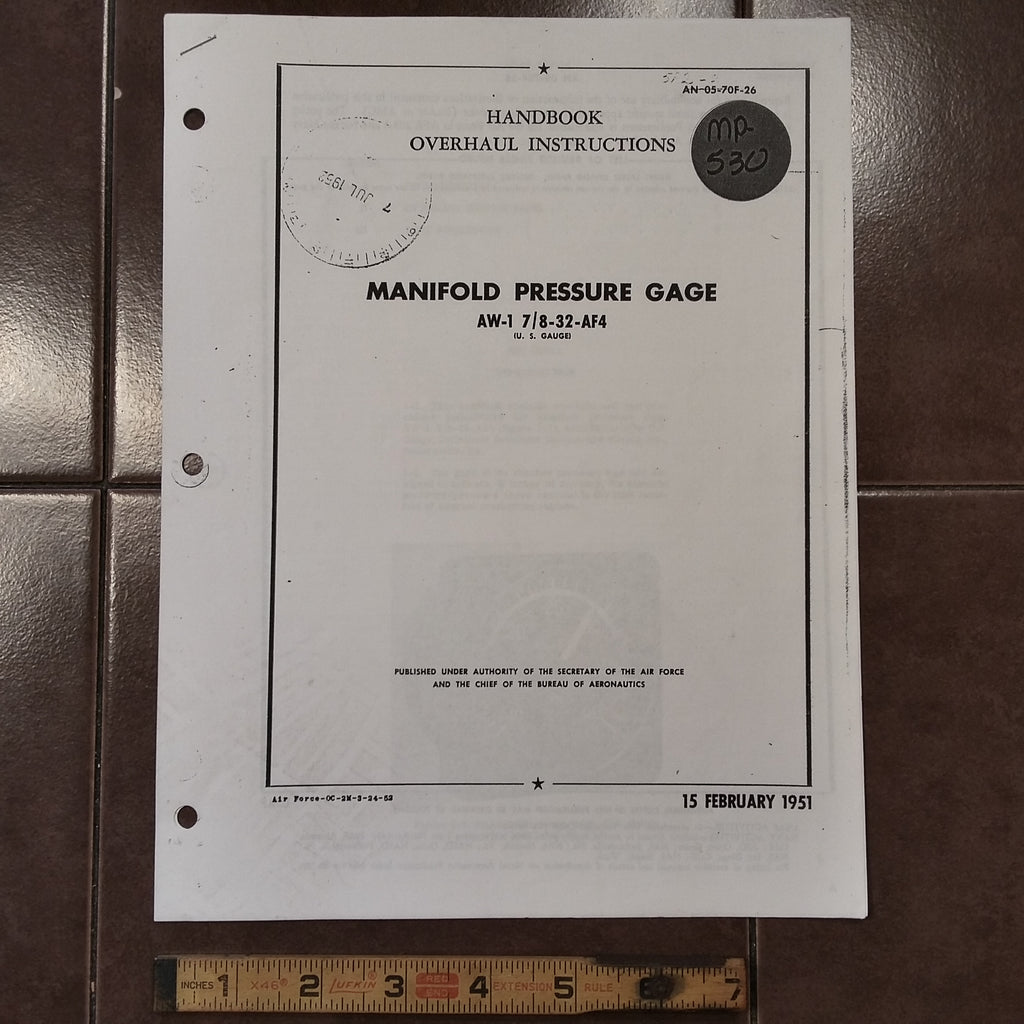 AN-05-70F-26
HANDBOOK
OVERHAUL INSTRUCTIONS
MP-
530
7 JUL 1952
MANIFOLD PRESSURE GAGE
AW-1 7/8-32-AF4
(U. S. GAUGE)
PUBLISHED UNDER AUTHORITY OF THE SECRETARY OF THE AIR FORCE
AND THE CHIEF OF THE BUREAU OF AERONAUTICS
Air Force-OC-2M-3-24-52
15 FEBRUARY 1951
INCHES 1 X46® 2 LUFKIN® 3 RED END 4 EXTENSION 5 RULE 7